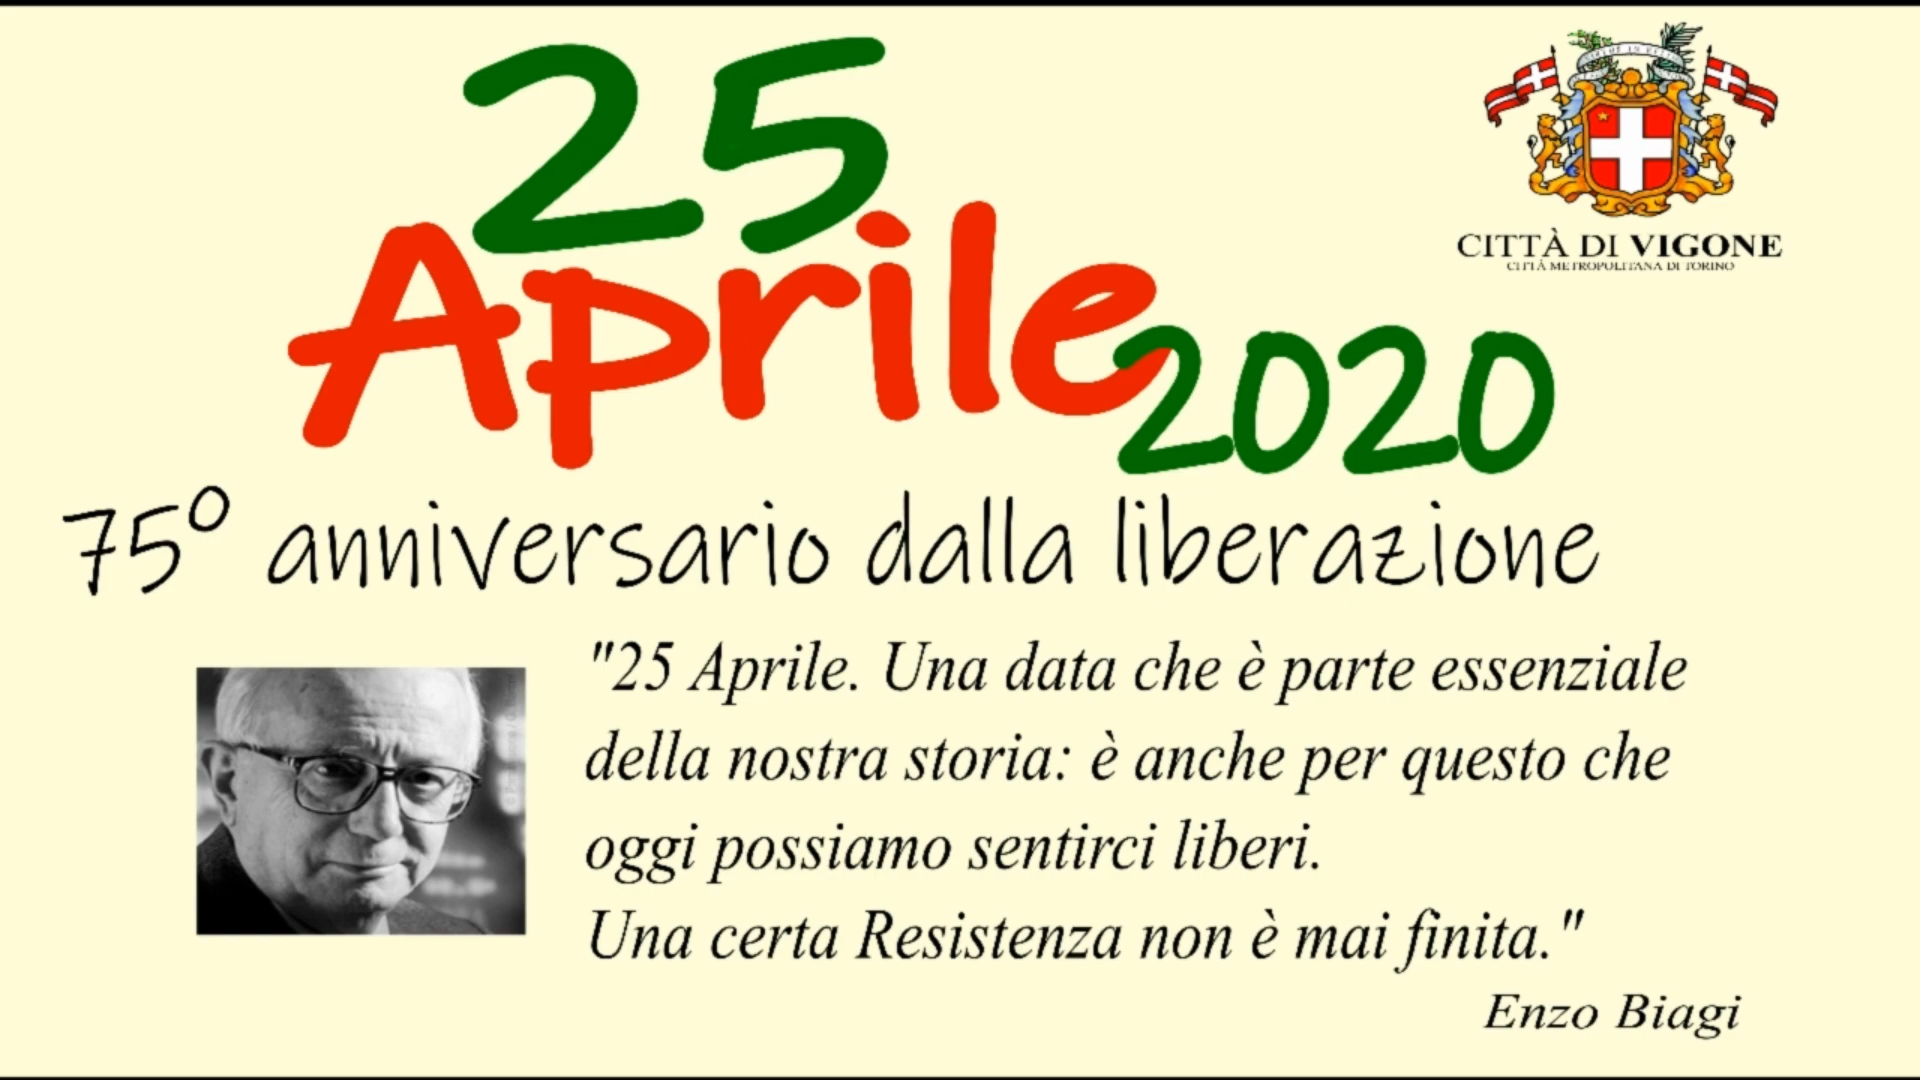 25
Aprile
2020
CITTÀ DI VIGONE
CITTÀ METROPOLITANA DI TORINO
75° anniversario dalla liberazione
"25 Aprile. Una data che è parte essenziale
della nostra storia: è anche per questo che
oggi possiamo sentirci liberi.
Una certa Resistenza non è mai finita."
Enzo Biagi